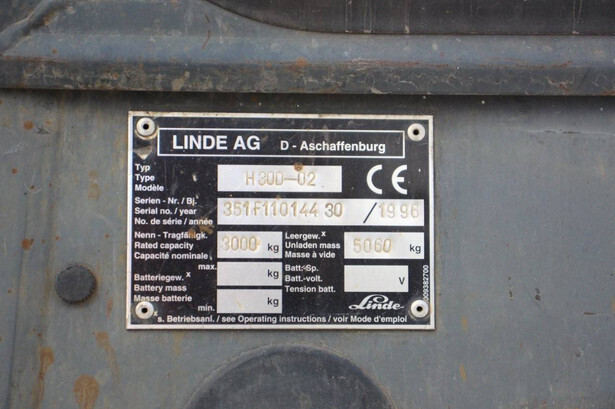 LINDE AG D - Aschaffenburg
Typ
Type
Modèle
H30D-02
CE
Serien - Nr. / Bj.
Serial no. / year
No. de série / année
351F11014430 / 1996
Nenn - Tragfähigk.
Rated capacity
Capacité nominale
3000 kg
Leergew. x
Unladen mass
Masse à vide
5060 kg
Batteriegew. x
Battery mass
Masse batterie
max. kg
min. kg
Batt.-Sp.
Batt.-volt.
Tension batt.
V
Linde
009382700
x s. Betriebsanl. / see Operating instructions / voir Mode d'emploi